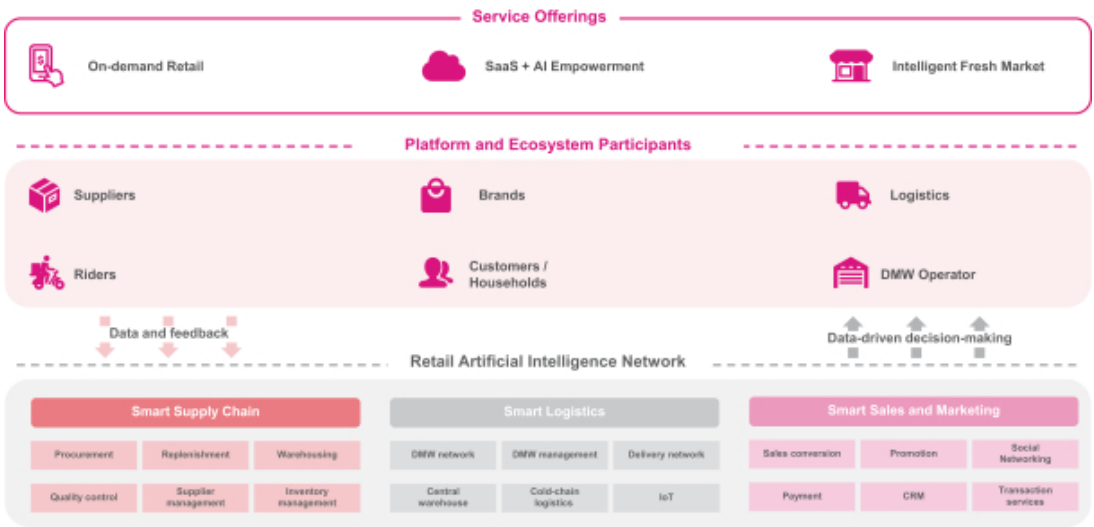 Service Offerings
On-demand Retail
SaaS + AI Empowerment
Intelligent Fresh Market
Platform and Ecosystem Participants
Suppliers
Brands
Logistics
Riders
Customers /
Households
DMW Operator
Data and feedback
Data-driven decision-making
Retail Artificial Intelligence Network
Smart Supply Chain
Smart Logistics
Smart Sales and Marketing
Procurement
Replenishment
Warehousing
DMW network
DMW management
Delivery network
Sales conversion
Promotion
Social
Networking
Quality control
Supplier
management
Inventory
management
Central
warehouse
Cold-chain
logistics
IoT
Payment
CRM
Transaction
services